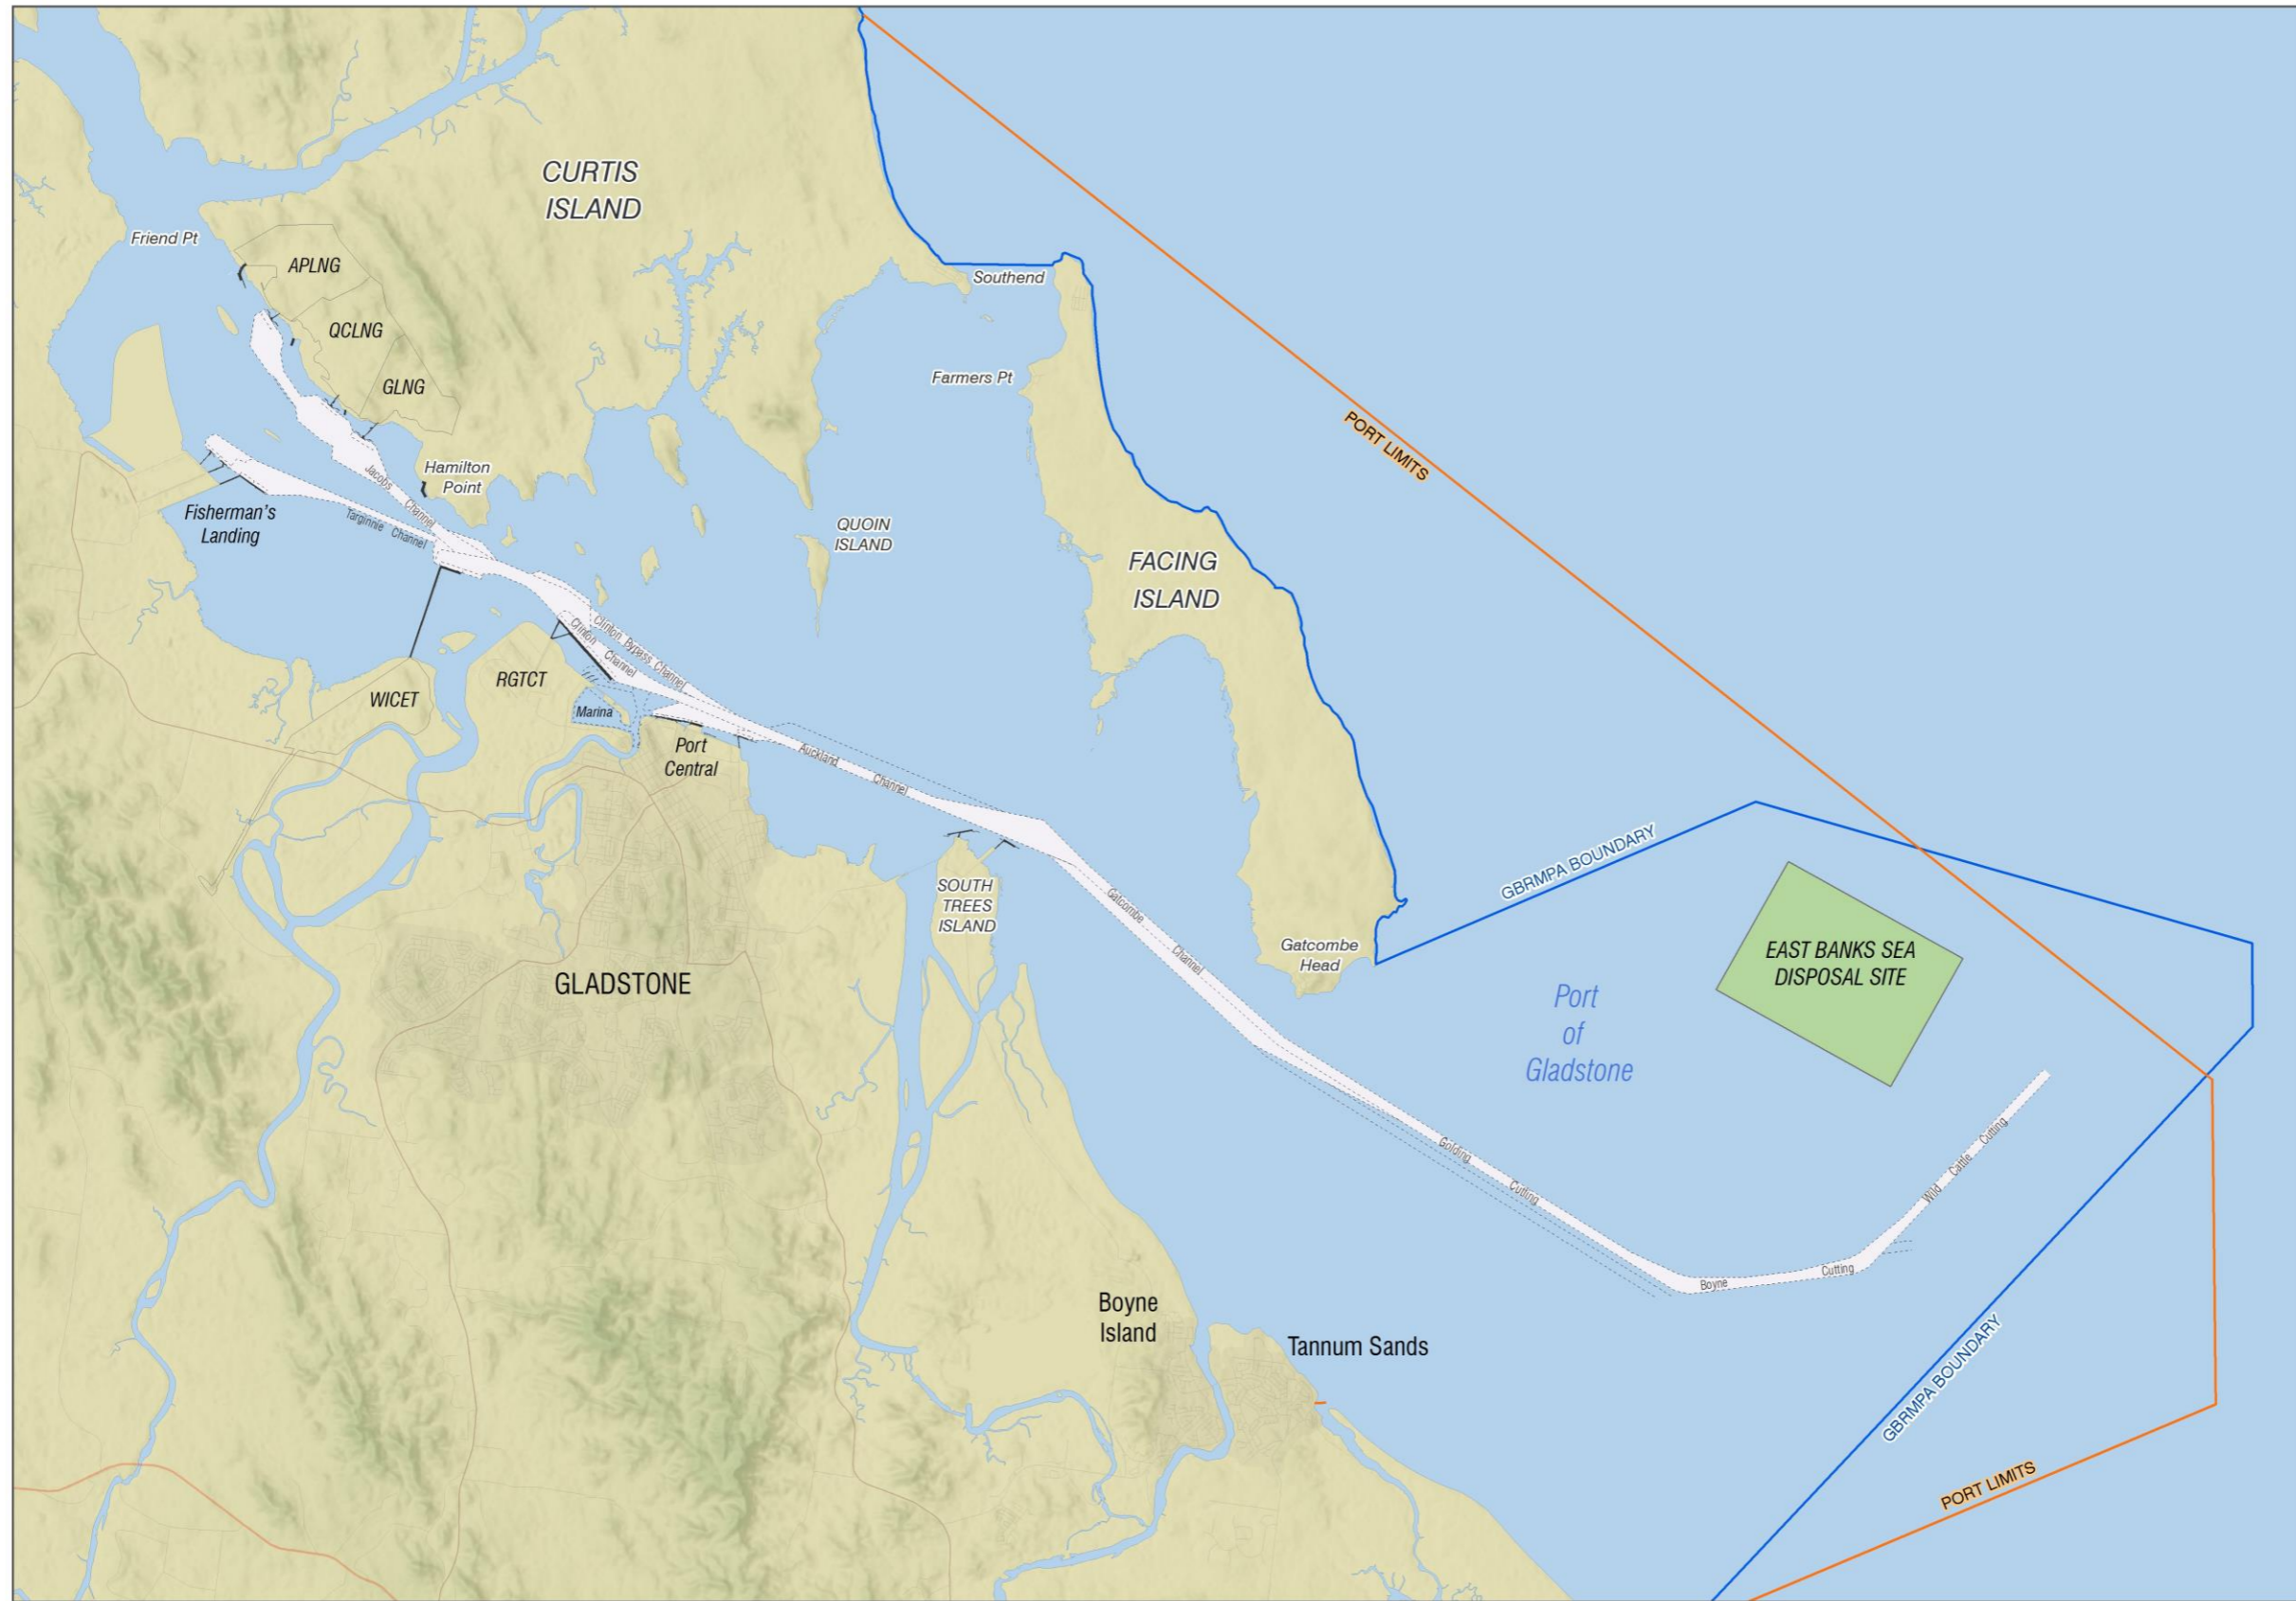 CURTIS
ISLAND
Friend Pt
APLNG
Southend
QCLNG
Farmers Pt
GLNG
PORT LIMITS
Hamilton
Point
Jacobs Channel
Fisherman's
Landing
Targinnie Channel
QUOIN
ISLAND
FACING
ISLAND
Clinton Bypass Channel
Clinton Channel
RGTCT
WICET
Marina
Port
Central
Auckland Channel
GBRMPA BOUNDARY
SOUTH
TREES
ISLAND
Gatcombe Channel
Gatcombe
Head
EAST BANKS SEA
DISPOSAL SITE
GLADSTONE
Port
of
Gladstone
Golding Cutting
Wild Cattle Cutting
Boyne Cutting
Boyne
Island
Tannum Sands
GBRMPA BOUNDARY
PORT LIMITS